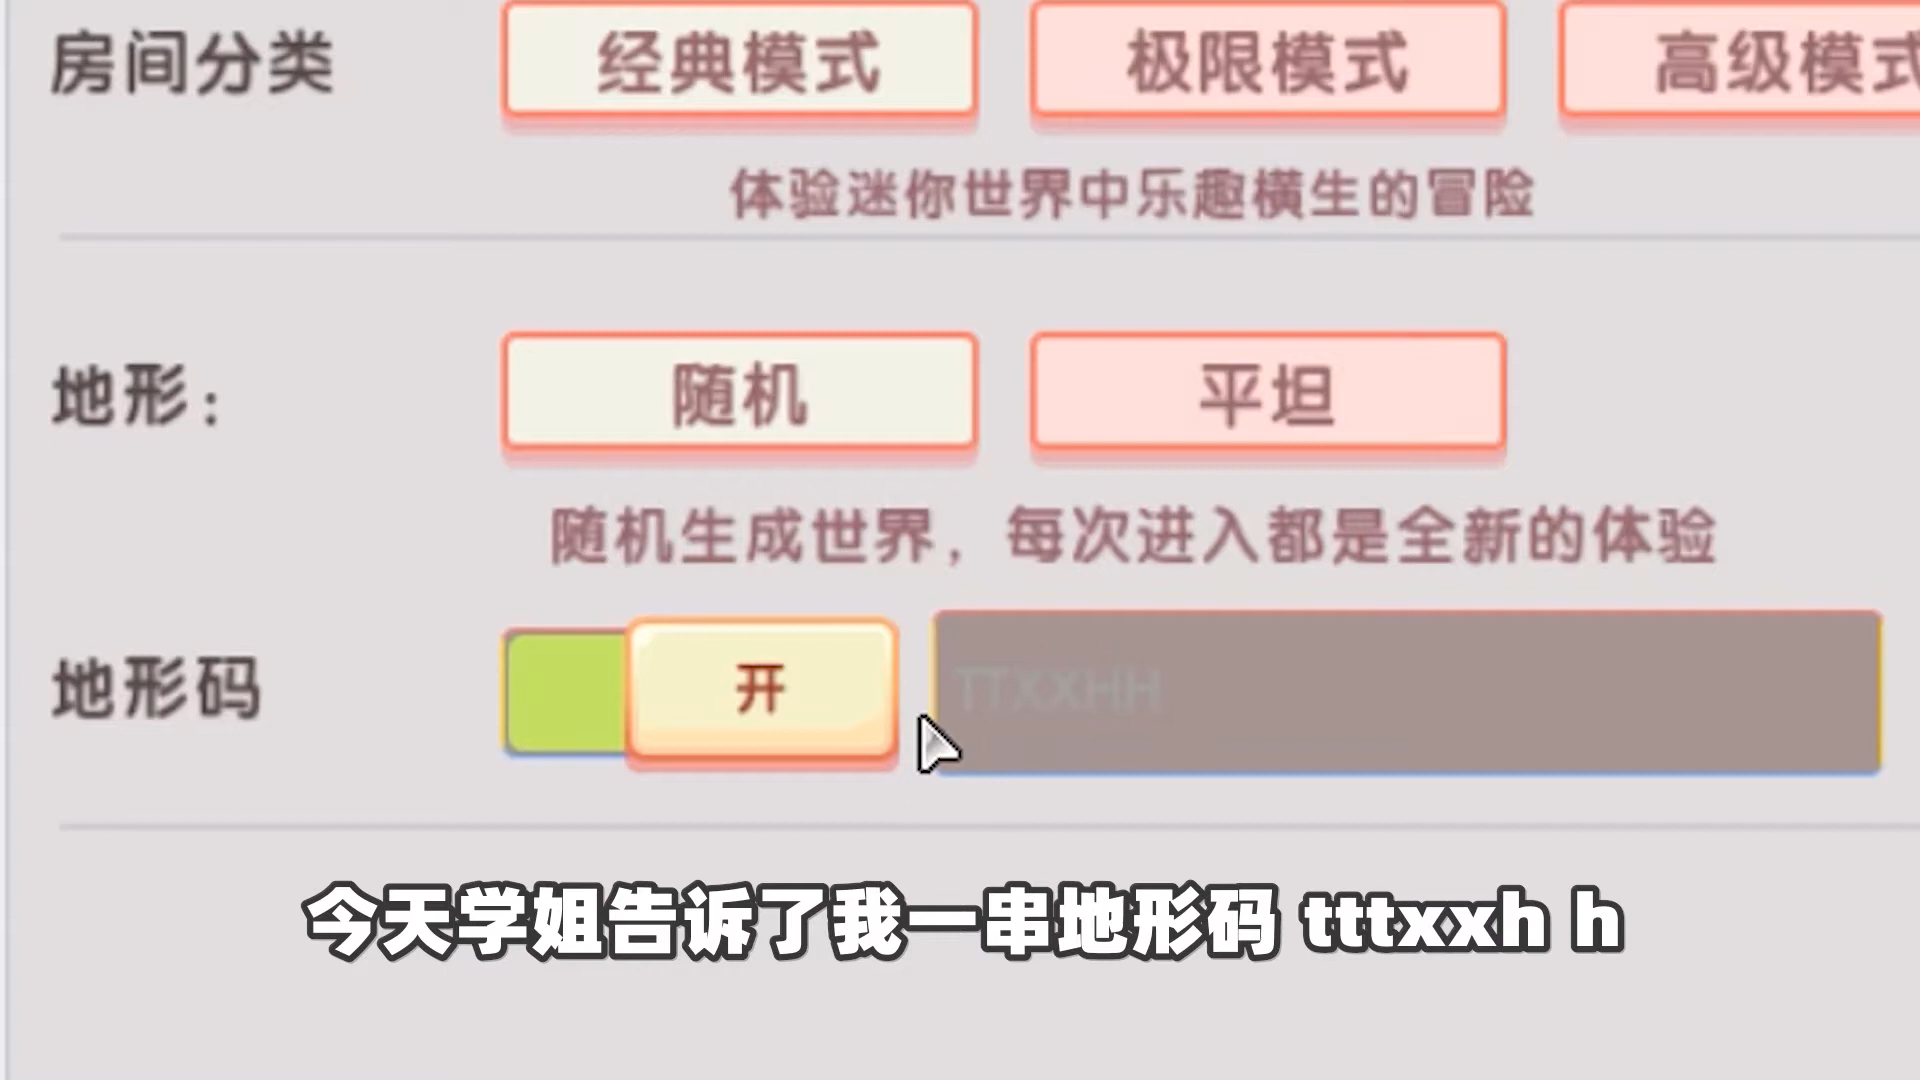 房间分类 经典模式 极限模式 高级模式
体验迷你世界中乐趣横生的冒险
地形： 随机 平坦
随机生成世界，每次进入都是全新的体验
地形码 开 TTXXHH
今天学姐告诉了我一串地形码 tttxxh h